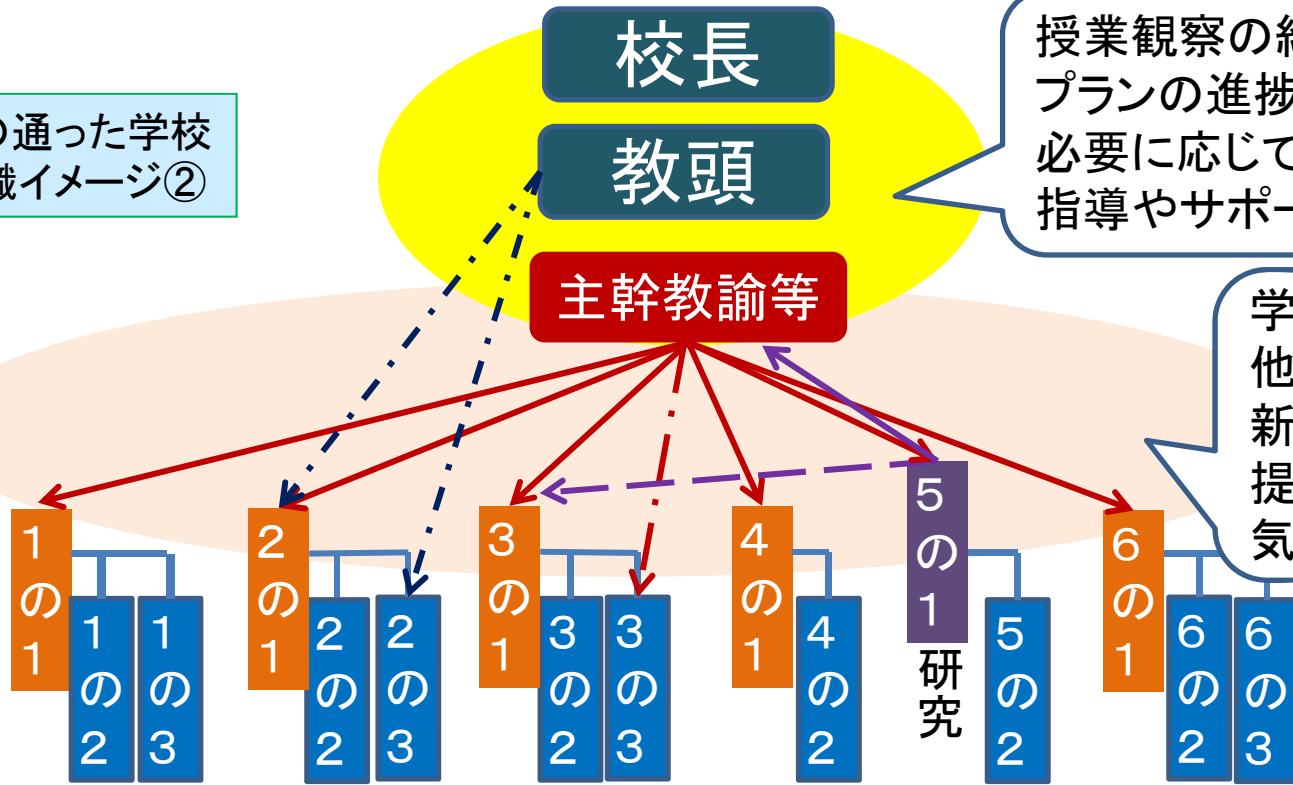 校長
教頭
主幹教諭等
の通った学校
織イメージ②
授業観察の結
プランの進捗
必要に応じて
指導やサポー
学
他
新
提
気
1の1
1の2
1の3
2の1
2の2
2の3
3の1
3の2
3の3
4の1
4の2
5の1
研究
5の2
6の1
6の2
6の3